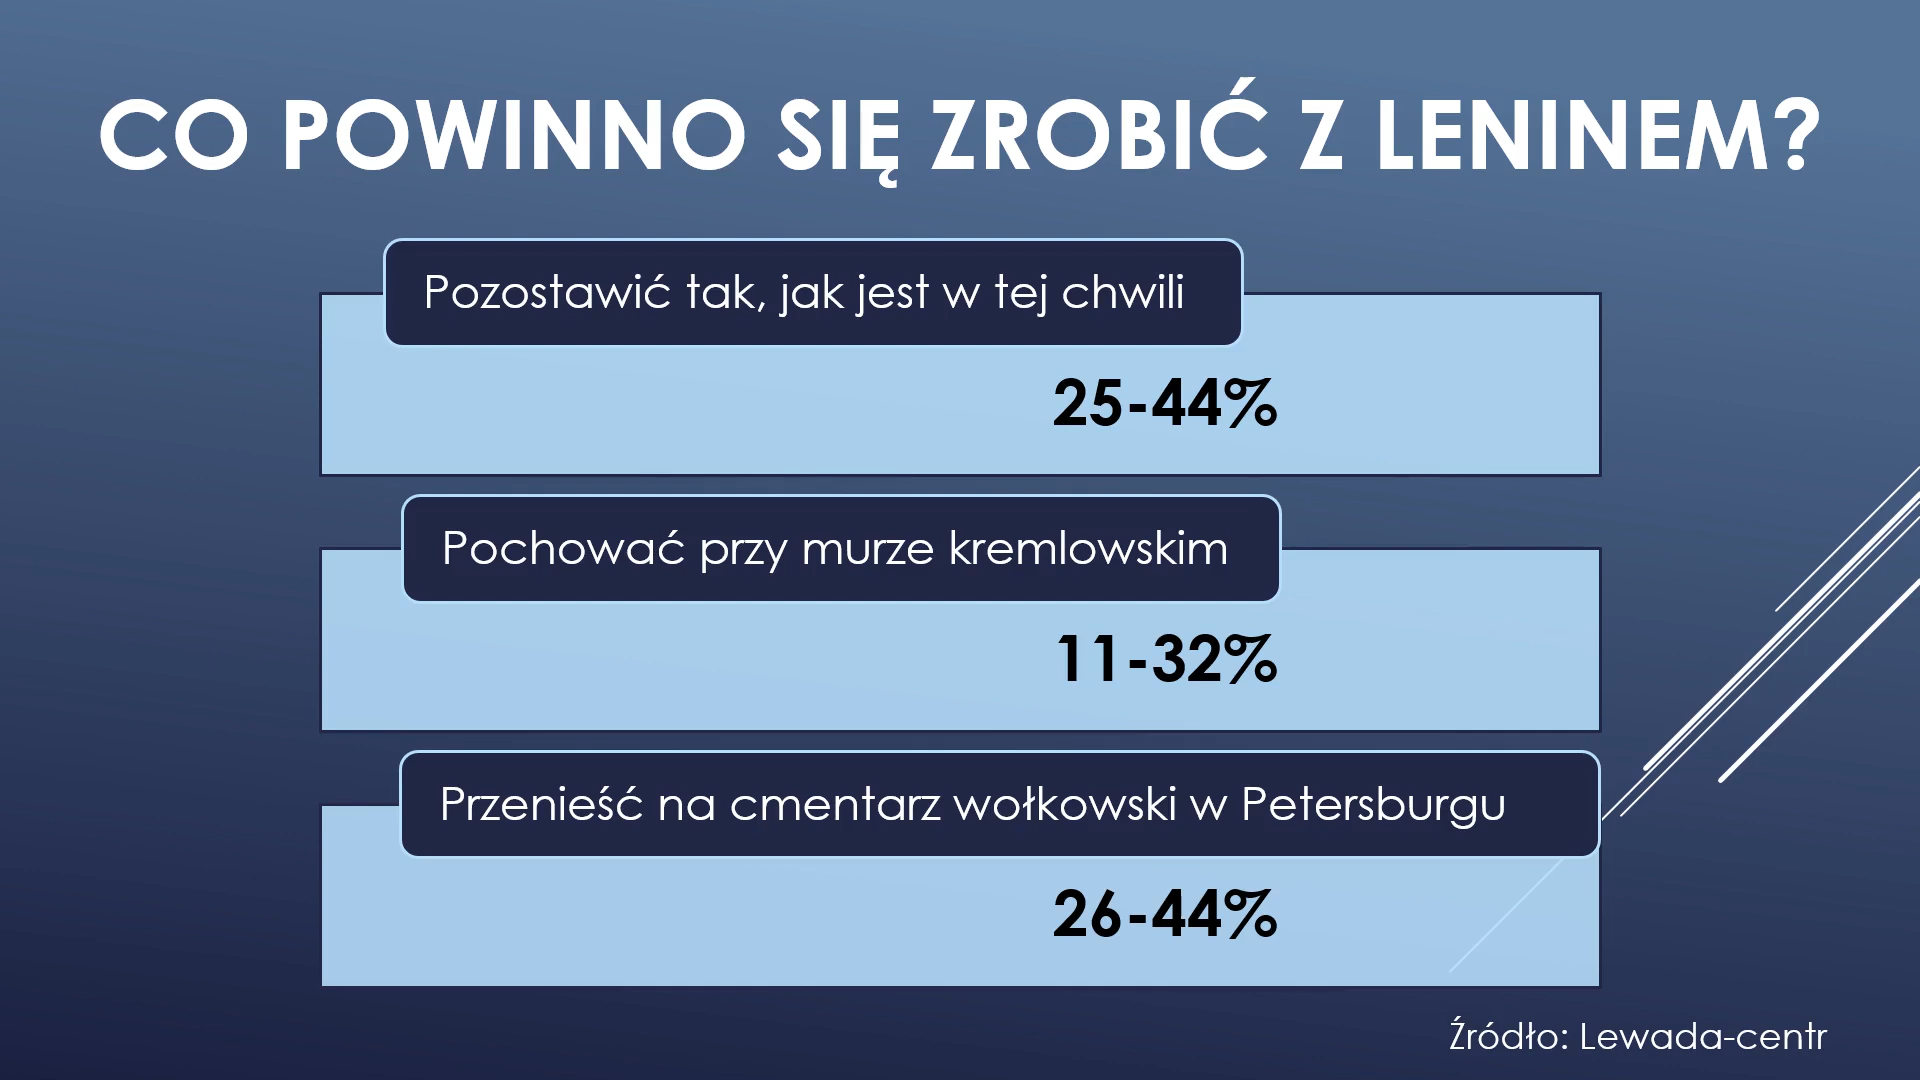 CO POWINNO SIĘ ZROBIĆ Z LENINEM?
Pozostawić tak, jak jest w tej chwili
25-44%
Pochować przy murze kremlowskim
11-32%
Przenieść na cmentarz wołkowski w Petersburgu
26-44%
Źródło: Lewada-centr